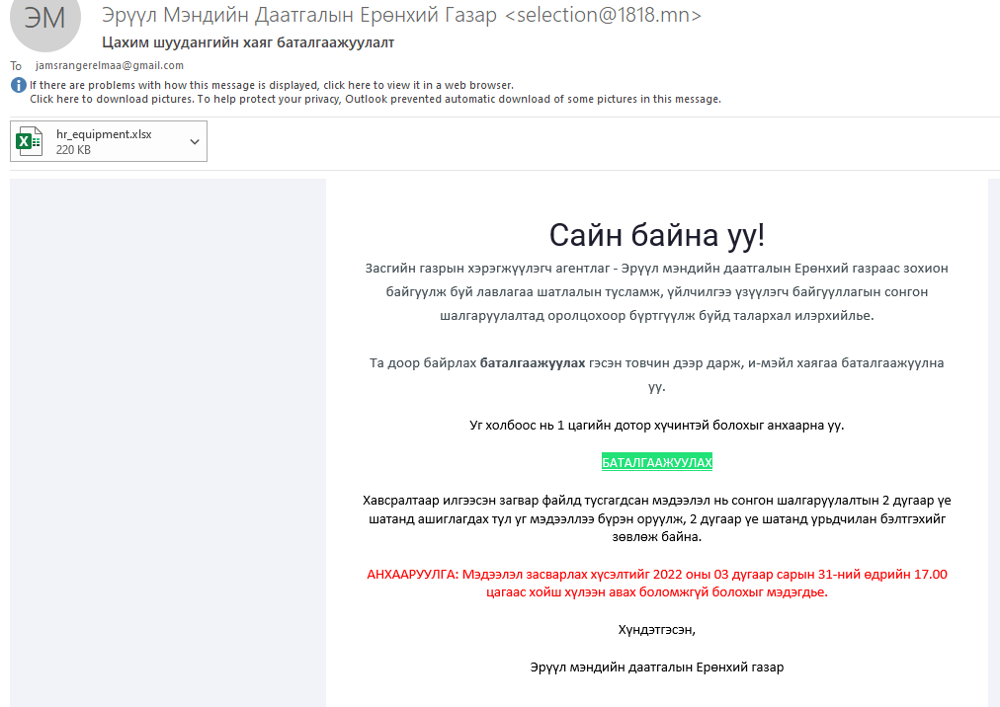 ЭМ
Эрүүл Мэндийн Даатгалын Ерөнхий Газар <selection@1818.mn>
Цахим шуудангийн хаяг баталгаажуулалт
To jamsrangerelmaa@gmail.com
If there are problems with how this message is displayed, click here to view it in a web browser.
Click here to download pictures. To help protect your privacy, Outlook prevented automatic download of some pictures in this message.
hr_equipment.xlsx
220 KB
Сайн байна уу!
Засгийн газрын хэрэгжүүлэгч агентлаг - Эрүүл мэндийн даатгалын Ерөнхий газраас зохион
байгуулж буй лавлагаа шатлалын тусламж, үйлчилгээ үзүүлэгч байгууллагын сонгон
шалгаруулалтад оролцохоор бүртгүүлж буйд талархал илэрхийлье.
Та доор байрлах баталгаажуулах гэсэн товчин дээр дарж, и-мэйл хаягаа баталгаажуулна
уу.
Уг холбоос нь 1 цагийн дотор хүчинтэй болохыг анхаарна уу.
БАТАЛГААЖУУЛАХ
Хавсралтаар илгээсэн загвар файлд тусгагдсан мэдээлэл нь сонгон шалгаруулалтын 2 дугаар үе
шатанд ашиглагдах тул уг мэдээллээ бүрэн оруулж, 2 дугаар үе шатанд урьдчилан бэлтгэхийг
зөвлөж байна.
АНХААРУУЛГА: Мэдээлэл засварлах хүсэлтийг 2022 оны 03 дугаар сарын 31-ний өдрийн 17.00
цагаас хойш хүлээн авах боломжгүй болохыг мэдэгдье.
Хүндэтгэсэн,
Эрүүл мэндийн даатгалын Ерөнхий газар